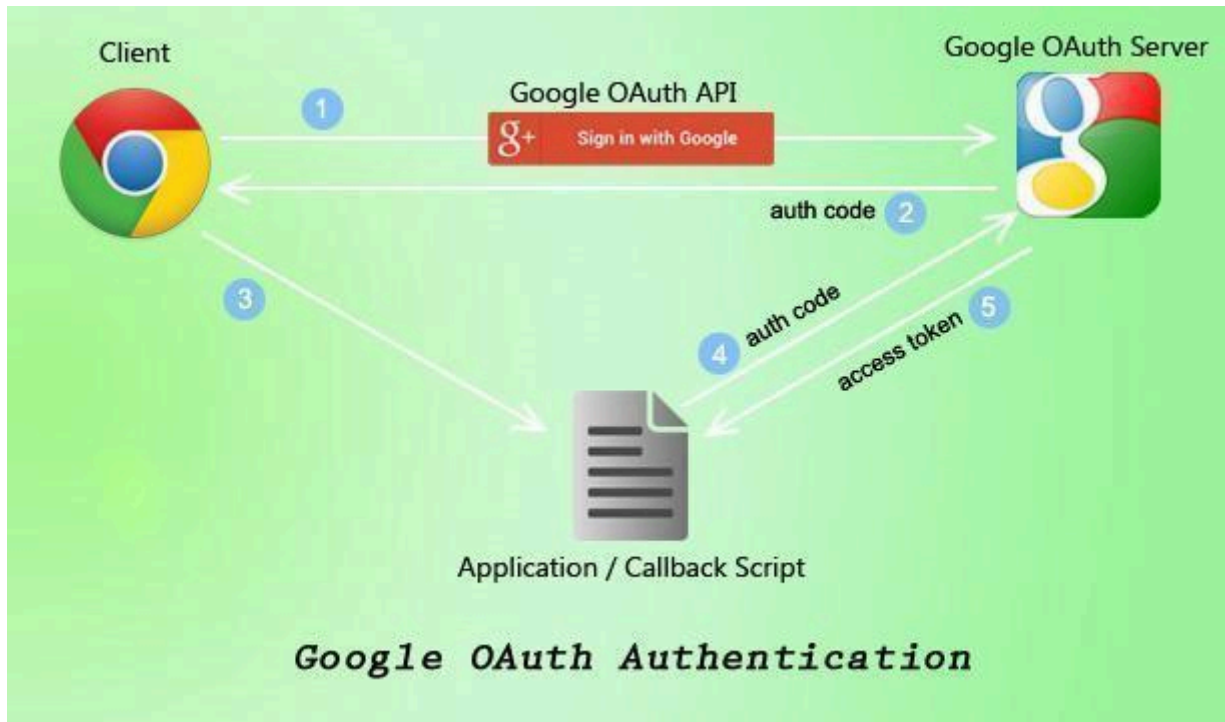 Client
Google OAuth Server
1
Google OAuth API
g+ Sign in with Google
auth code 2
3
4 auth code
access token 5
Application / Callback Script
Google OAuth Authentication